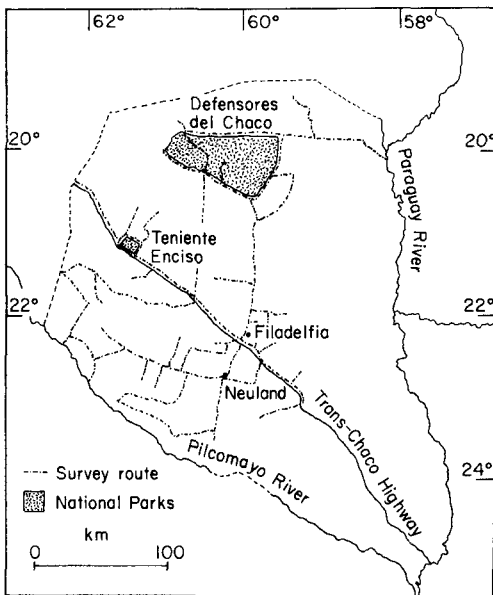 62°
60°
58°
Defensores
del Chaco
20°
Paraguay River
Teniente
Enciso
22°
22°
Filadelfia
Neuland
Trans-Chaco Highway
Pilcomayo River
24°
Survey route
National Parks
km
0 100